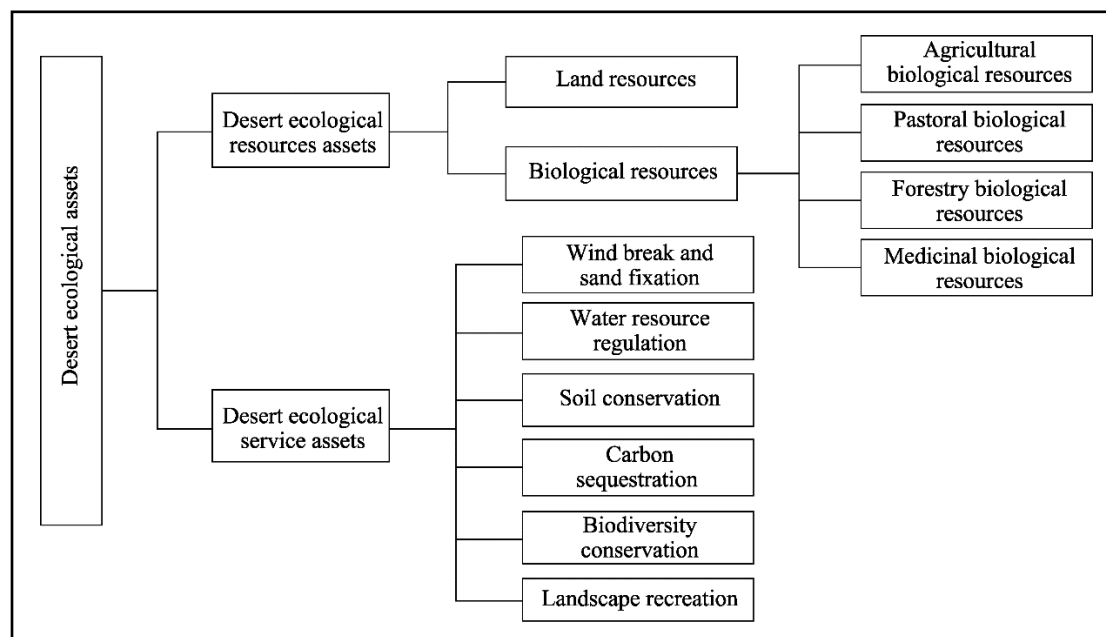 Desert ecological assets
Desert ecological
resources assets
Land resources
Biological resources
Agricultural
biological resources
Pastoral biological
resources
Forestry biological
resources
Medicinal biological
resources
Desert ecological
service assets
Wind break and
sand fixation
Water resource
regulation
Soil conservation
Carbon
sequestration
Biodiversity
conservation
Landscape recreation